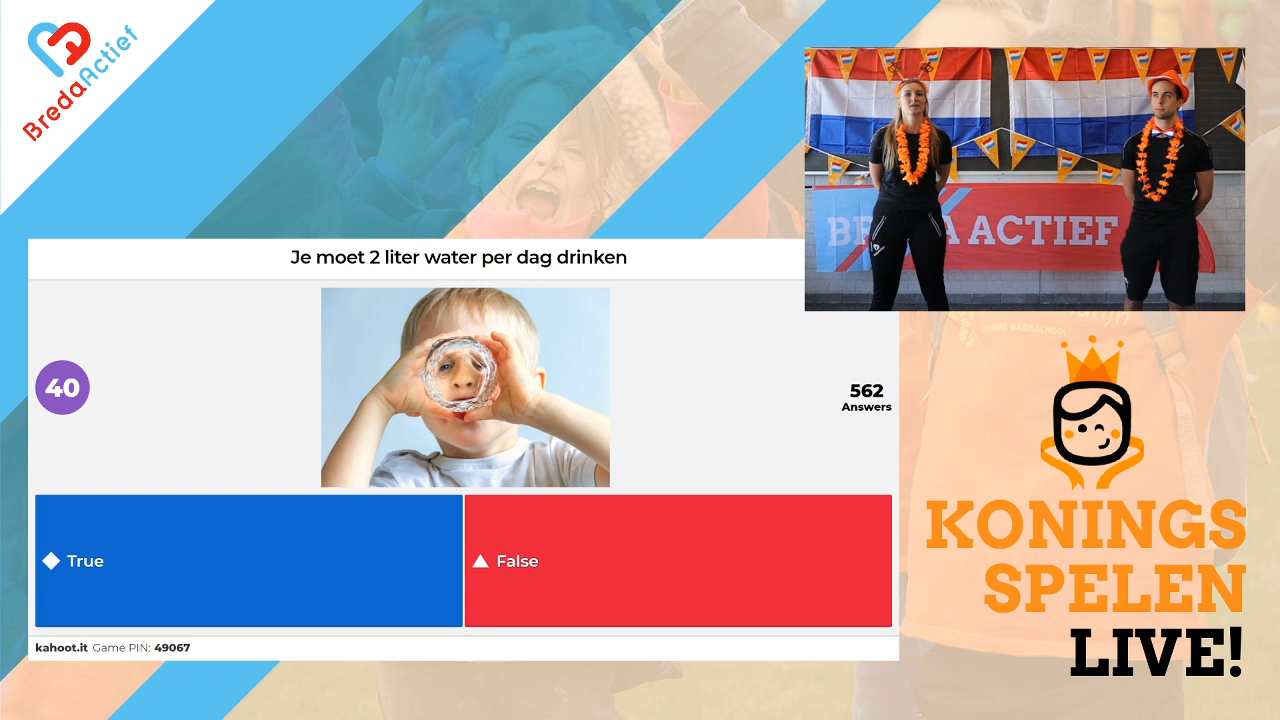 BredaActief
Je moet 2 liter water per dag drinken
40
562
Answers
True
False
kahoot.it Game PIN: 49067
ACTIEF
BASISSCHOOL
KONINGS
SPELEN
LIVE!